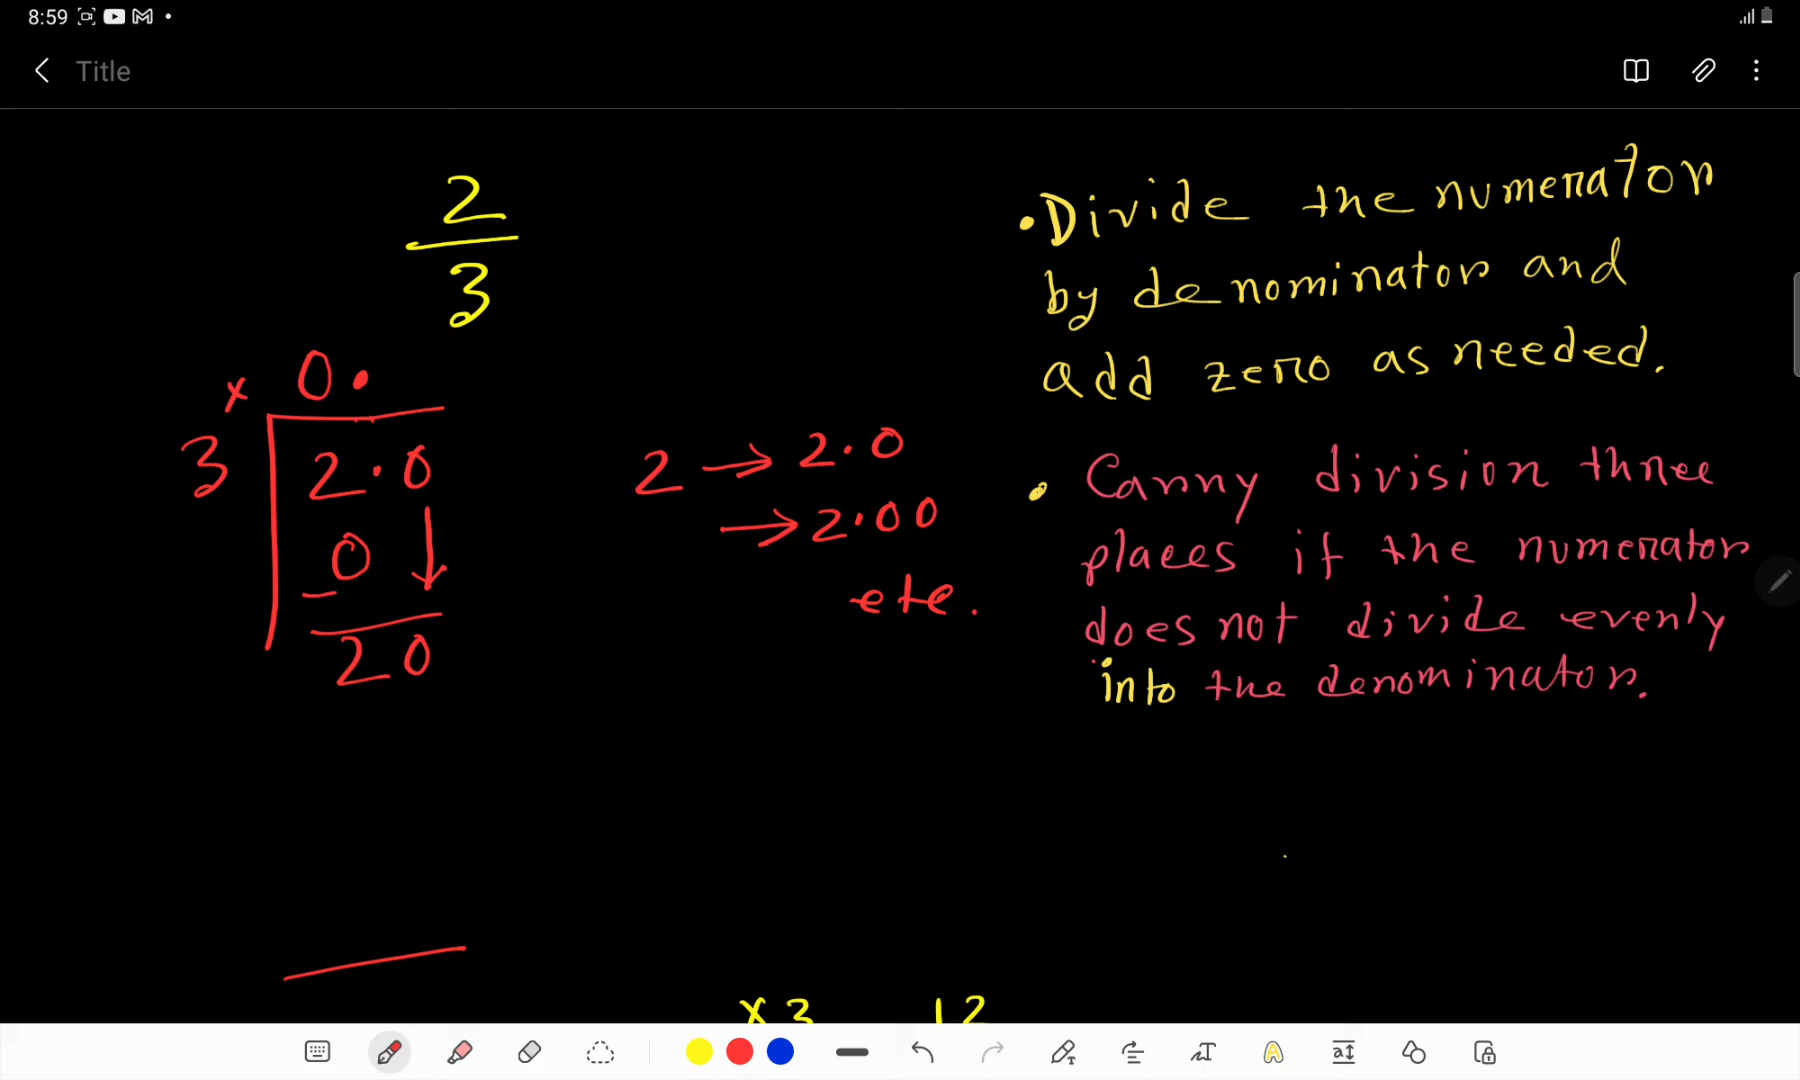 8:59
Title
2
3
0.
x
3
2.0
0
-
20
2 → 2.0
→ 2.00
etc.
• Divide the numerator
by denominator and
add zero as needed.
• Carry division three
places if the numerator
does not divide evenly
into the denominator.
x 3
12